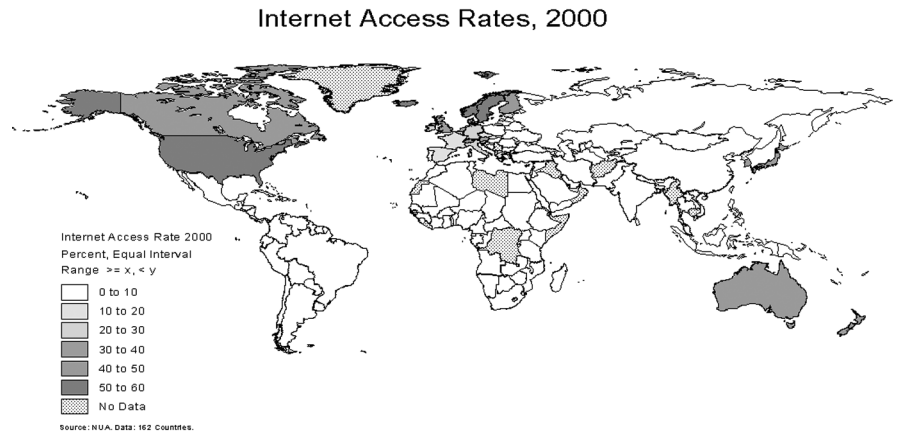 Internet Access Rates, 2000
Internet Access Rate 2000
Percent, Equal Interval
Range >= x, < y
0 to 10
10 to 20
20 to 30
30 to 40
40 to 50
50 to 60
No Data
Source: NUA. Data: 162 Countries.